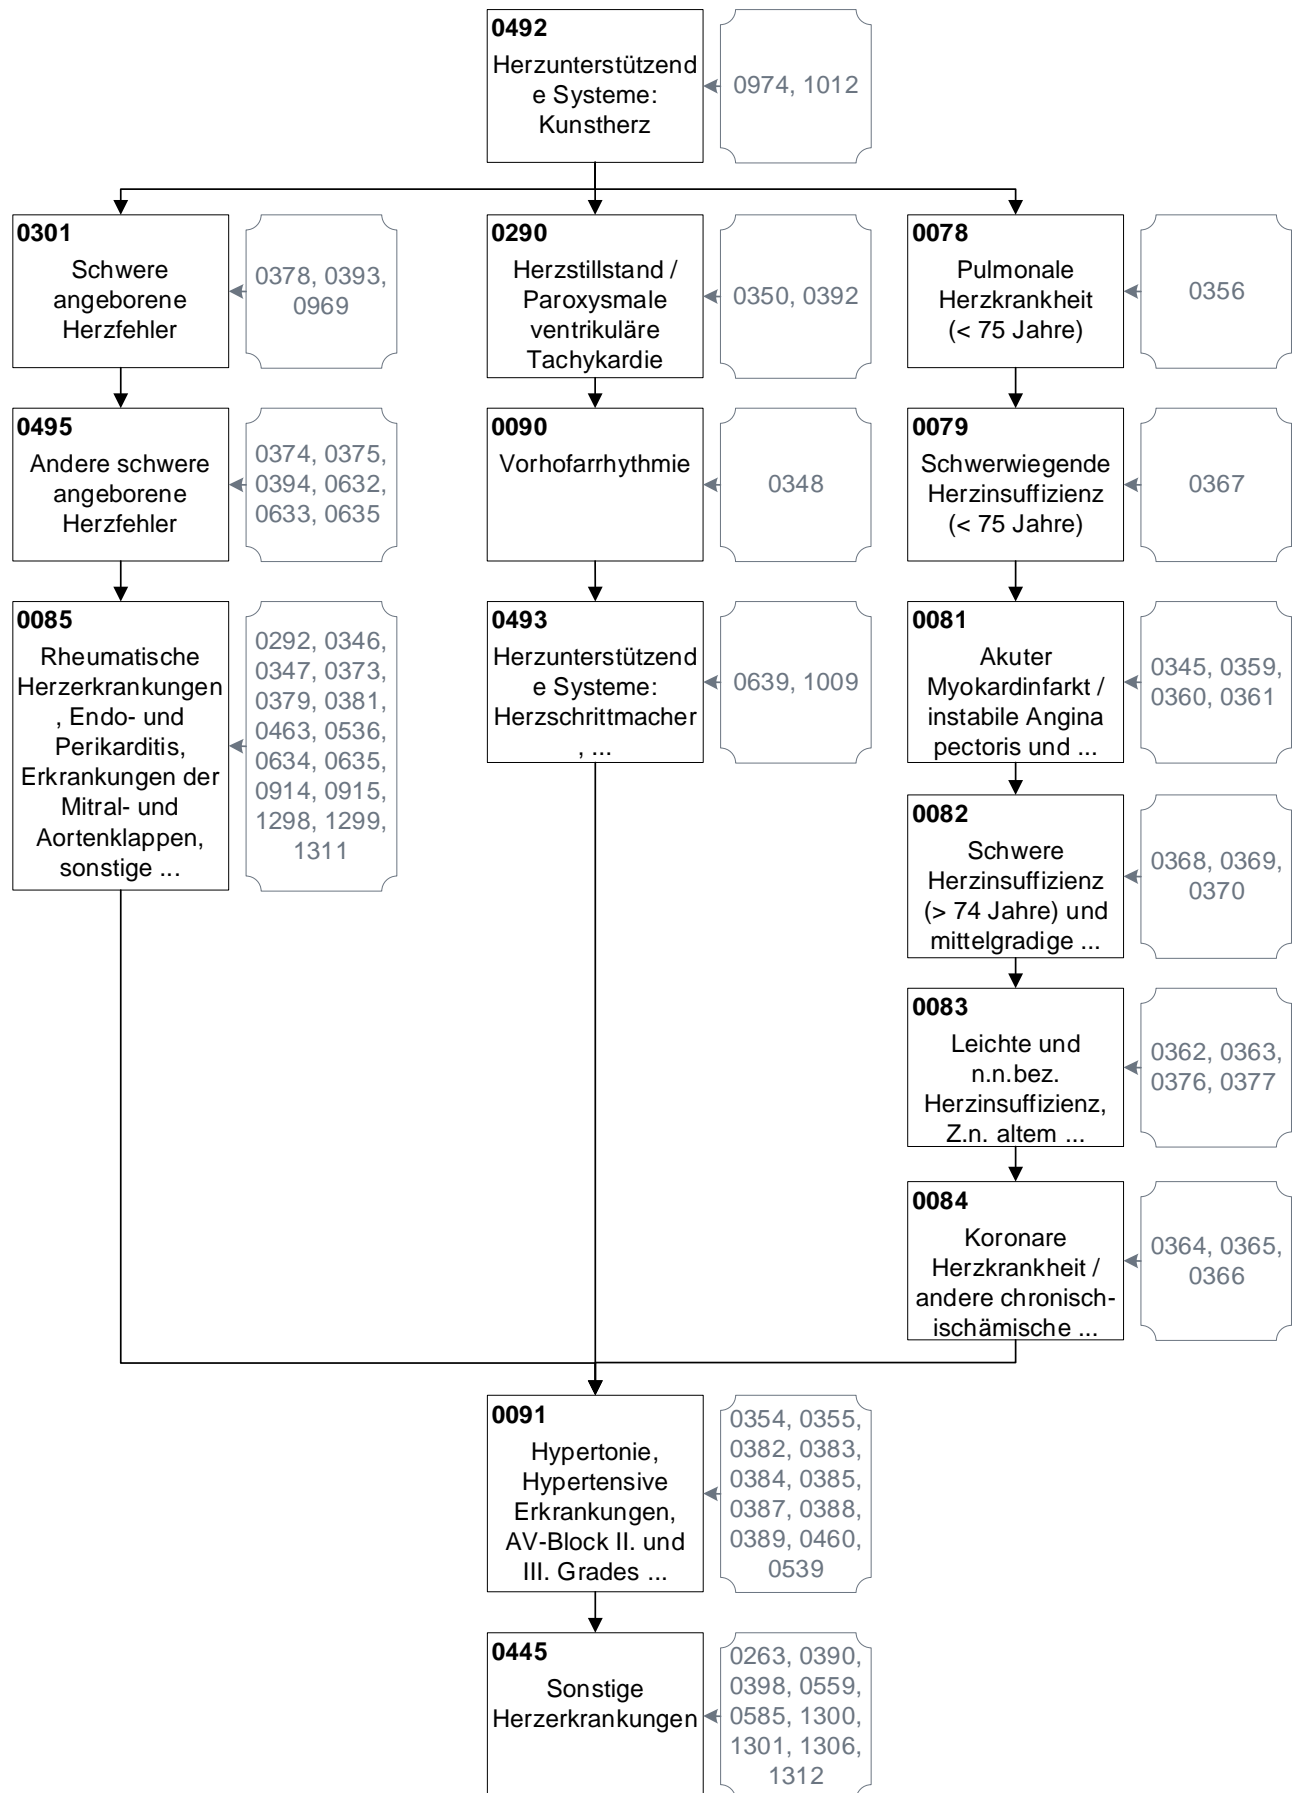 0492
Herzunterstützend
e Systeme:
Kunstherz
0974, 1012
0301
Schwere
angeborene
Herzfehler
0378, 0393,
0969
0290
Herzstillstand /
Paroxysmale
ventrikuläre
Tachykardie
0350, 0392
0078
Pulmonale
Herzkrankheit
(< 75 Jahre)
0356
0495
Andere schwere
angeborene
Herzfehler
0374, 0375,
0394, 0632,
0633, 0635
0090
Vorhofarrhythmie
0348
0079
Schwerwiegende
Herzinsuffizienz
(< 75 Jahre)
0367
0085
Rheumatische
Herzerkrankungen
, Endo- und
Perikarditis,
Erkrankungen der
Mitral- und
Aortenklappen,
sonstige ...
0292, 0346,
0347, 0373,
0379, 0381,
0463, 0536,
0634, 0635,
0914, 0915,
1298, 1299,
1311
0493
Herzunterstützend
e Systeme:
Herzschrittmacher
, ...
0639, 1009
0081
Akuter
Myokardinfarkt /
instabile Angina
pectoris und ...
0345, 0359,
0360, 0361
0082
Schwere
Herzinsuffizienz
(> 74 Jahre) und
mittelgradige ...
0368, 0369,
0370
0083
Leichte und
n.n.bez.
Herzinsuffizienz,
Z.n. altem ...
0362, 0363,
0376, 0377
0084
Koronare
Herzkrankheit /
andere chronisch-
ischämische ...
0364, 0365,
0366
0091
Hypertonie,
Hypertensive
Erkrankungen,
AV-Block II. und
III. Grades ...
0354, 0355,
0382, 0383,
0384, 0385,
0387, 0388,
0389, 0460,
0539
0445
Sonstige
Herzerkrankungen
0263, 0390,
0398, 0559,
0585, 1300,
1301, 1306,
1312